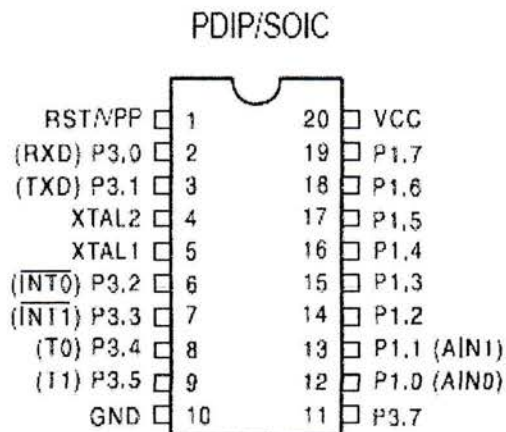 PDIP/SOIC
RST/VPP 1 20 VCC
(RXD) P3.0 2 19 P1.7
(TXD) P3.1 3 18 P1.6
XTAL2 4 17 P1.5
XTAL1 5 16 P1.4
(INT0) P3.2 6 15 P1.3
(INT1) P3.3 7 14 P1.2
(T0) P3.4 8 13 P1.1 (AIN1)
(T1) P3.5 9 12 P1.0 (AIN0)
GND 10 11 P3.7